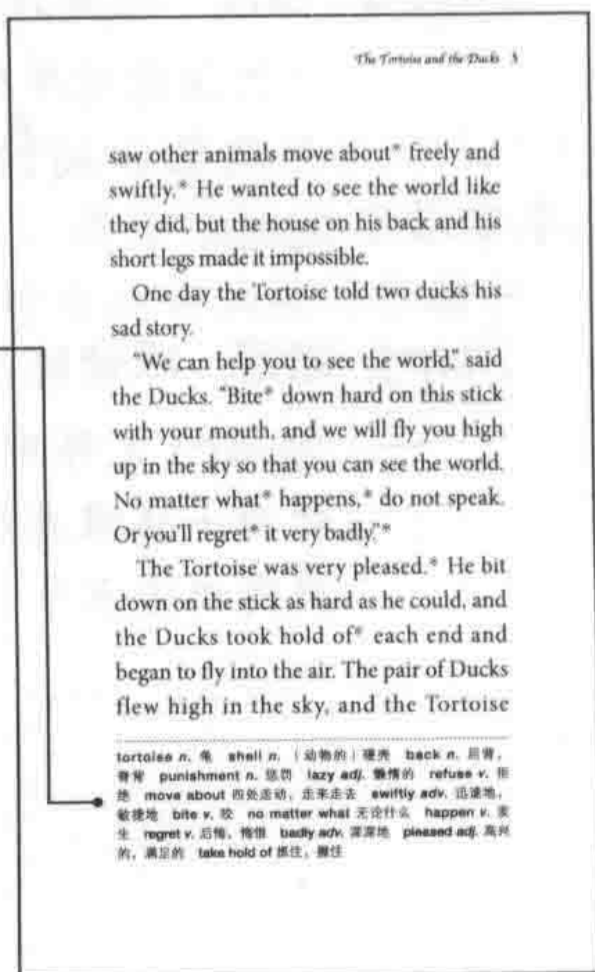 The Tortoise and the Ducks 5
saw other animals move about* freely and
swiftly.* He wanted to see the world like
they did, but the house on his back and his
short legs made it impossible.
One day the Tortoise told two ducks his
sad story.
"We can help you to see the world," said
the Ducks. "Bite* down hard on this stick
with your mouth, and we will fly you high
up in the sky so that you can see the world.
No matter what* happens,* do not speak.
Or you'll regret* it very badly."*
The Tortoise was very pleased.* He bit
down on the stick as hard as he could, and
the Ducks took hold of* each end and
began to fly into the air. The pair of Ducks
flew high in the sky, and the Tortoise
tortoise n. 龟 shell n. (动物的)硬壳 back n. 后背,
脊背 punishment n. 惩罚 lazy adj. 懒惰的 refuse v. 拒
绝 move about 四处走动,走来走去 swiftly adv. 迅速地,
敏捷地 bite v. 咬 no matter what 无论什么 happen v. 发
生 regret v. 后悔,悔恨 badly adv. 深深地 pleased adj. 高兴
的,满足的 take hold of 抓住,握住